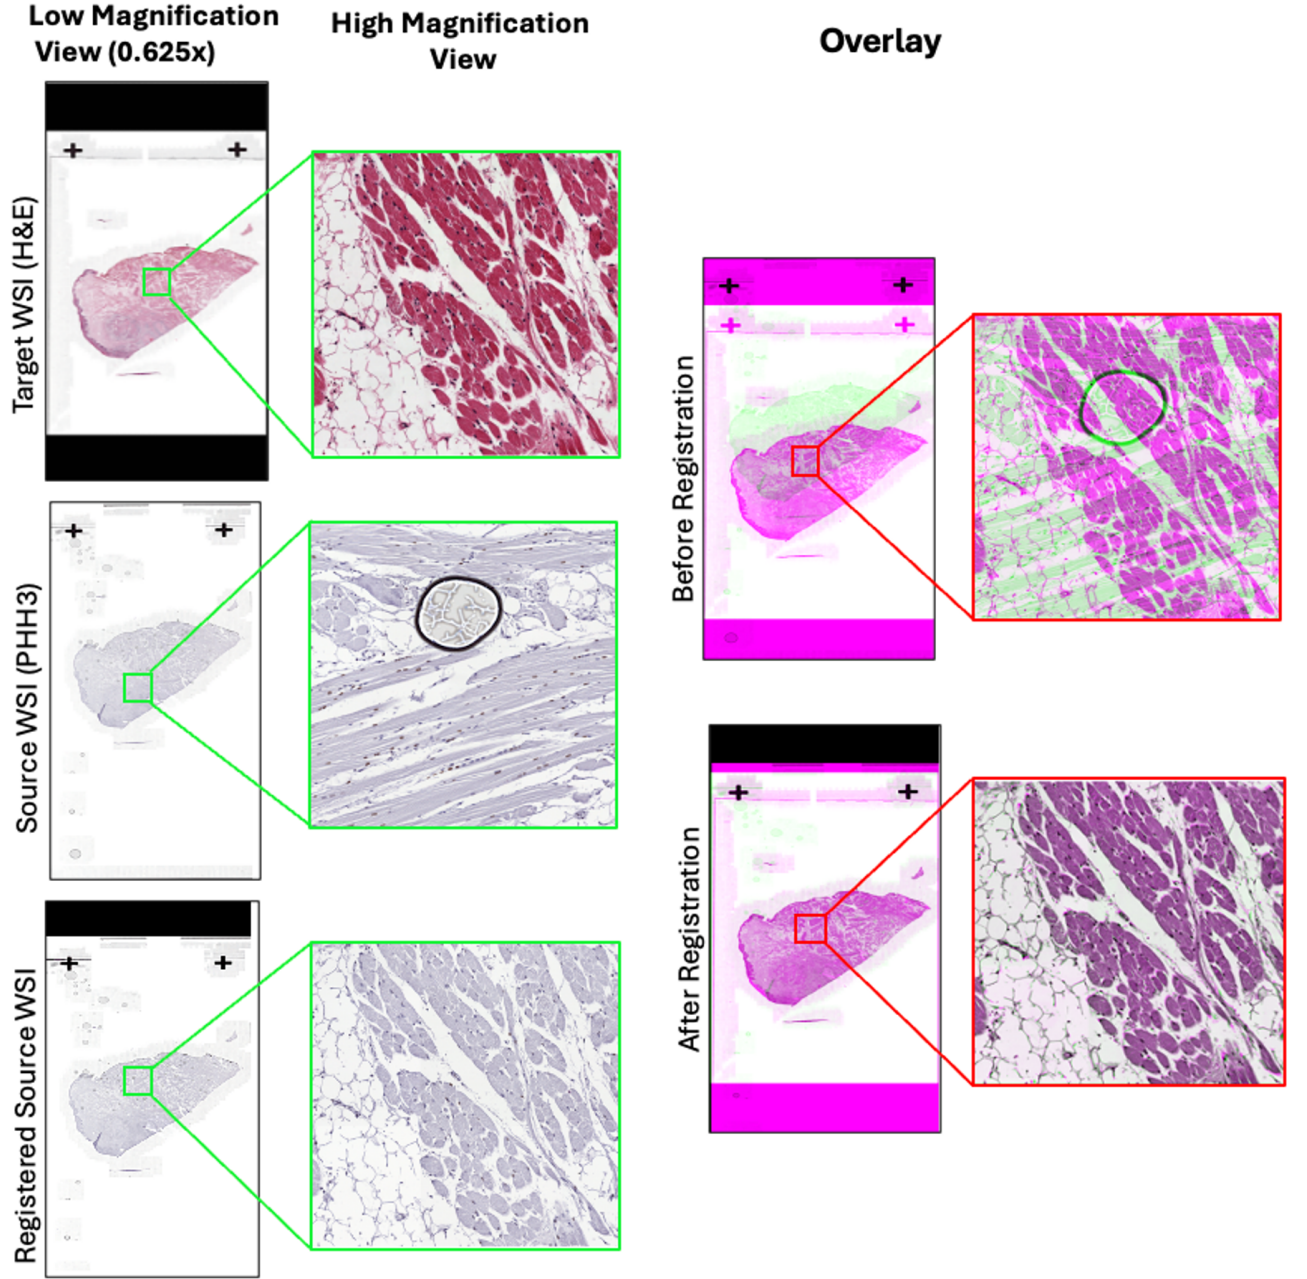 Low Magnification
View (0.625x)
High Magnification
View
Overlay
Target WSI (H&E)
Source WSI (PHH3)
Registered Source WSI
Before Registration
After Registration